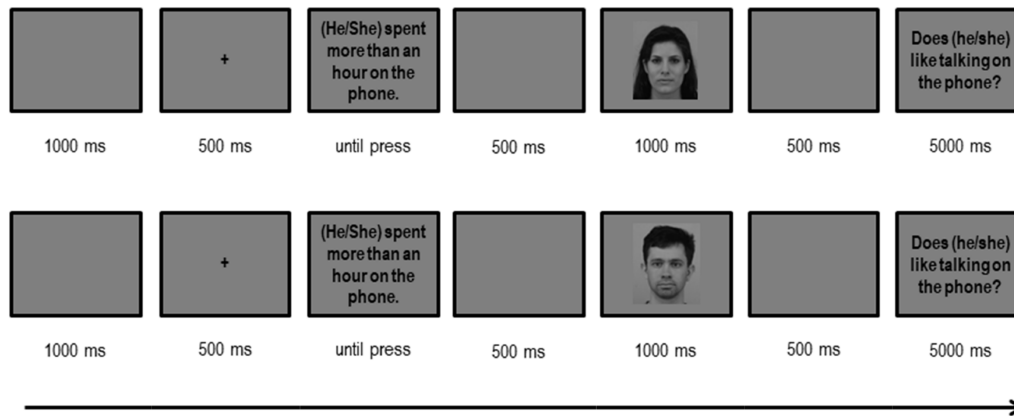 (He/She) spent
more than an
hour on the
phone.
Does (he/she)
like talking on
the phone?
1000 ms
500 ms
until press
500 ms
1000 ms
500 ms
5000 ms
(He/She) spent
more than an
hour on the
phone.
Does (he/she)
like talking on
the phone?
1000 ms
500 ms
until press
500 ms
1000 ms
500 ms
5000 ms